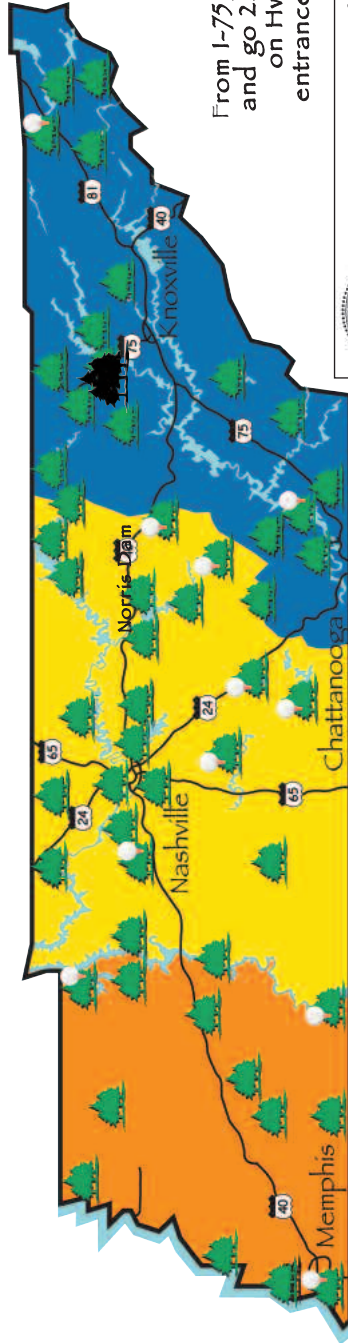 From I-75,
and go 2.
on Hw
entrance
81
40
Knoxville
75
75
Norris Dam
65
24
24
65
Nashville
Chattanooga
40
Memphis